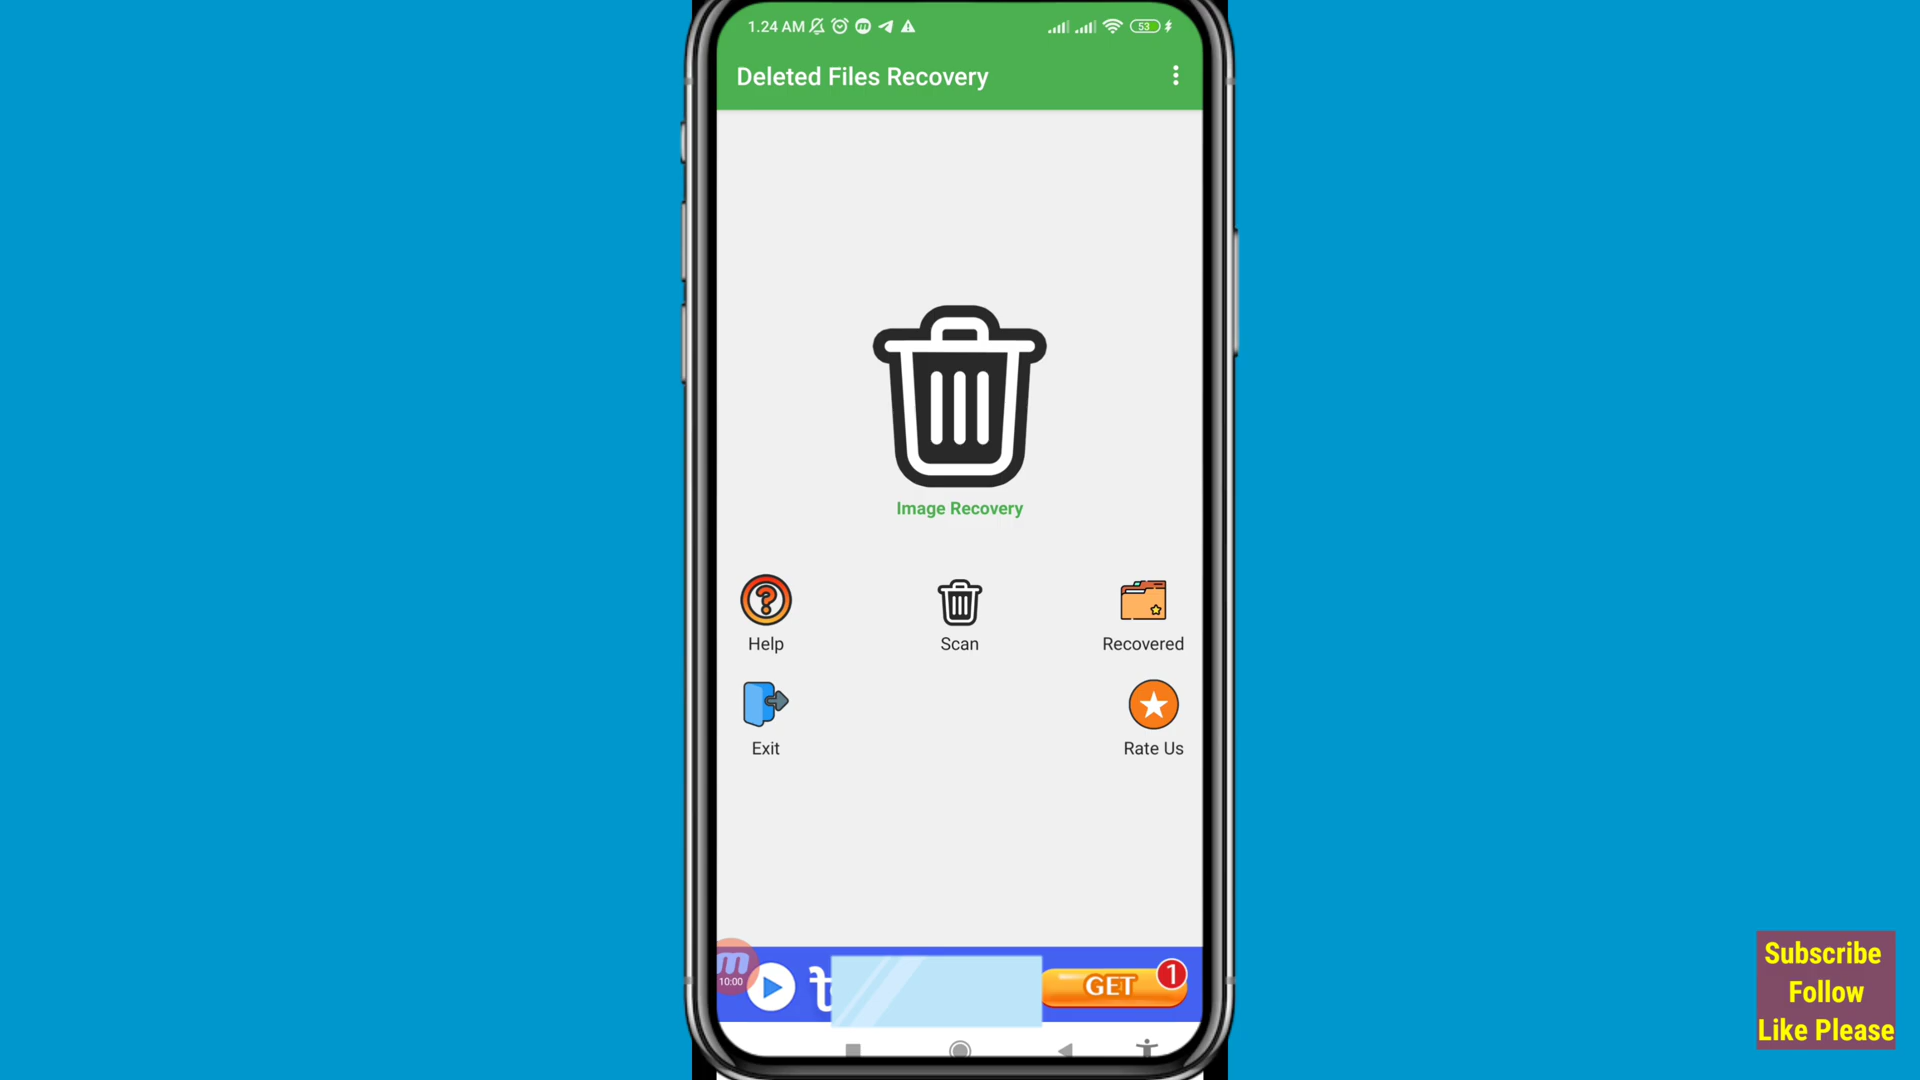 1.24 AM
53
Deleted Files Recovery
Image Recovery
Help
Scan
Recovered
Exit
Rate Us
10:00
GET
1
Subscribe
Follow
Like Please